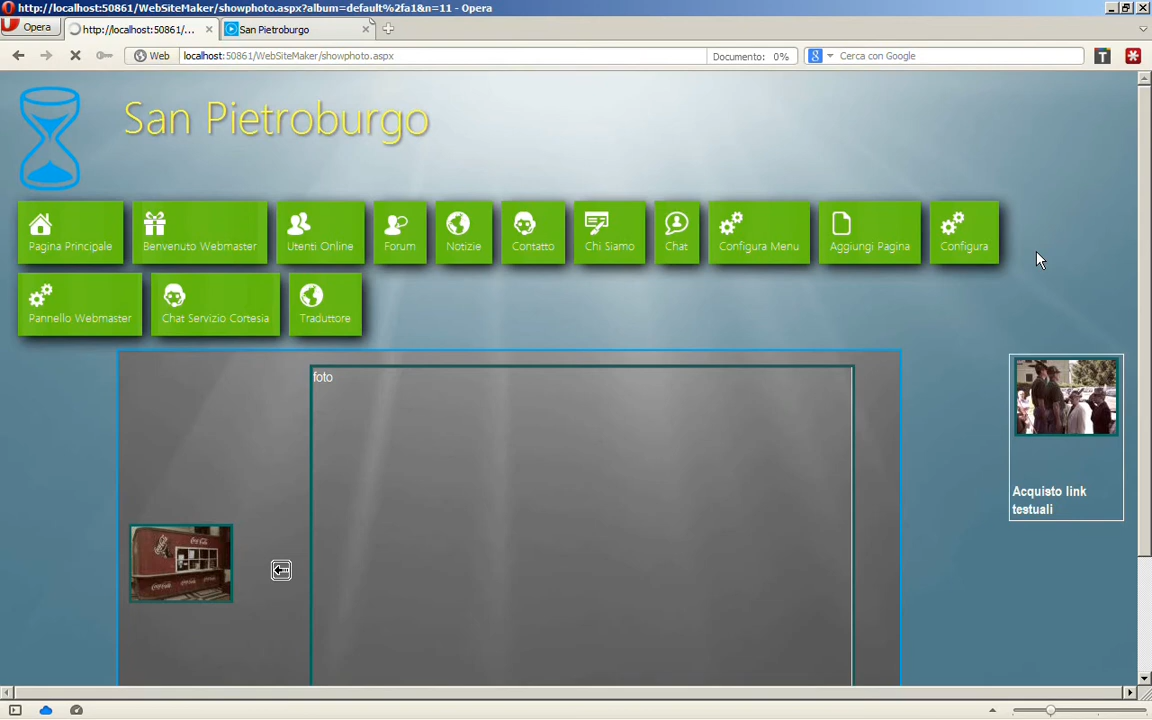 http://localhost:50861/WebSiteMaker/showphoto.aspx?album=default%2fa1&n=11 - Opera
Opera
http://localhost:50861/...
San Pietroburgo
Web
localhost:50861/WebSiteMaker/showphoto.aspx
Documento: 0%
Cerca con Google
San Pietroburgo
Pagina Principale
Benvenuto Webmaster
Utenti Online
Forum
Notizie
Contatto
Chi Siamo
Chat
Configura Menu
Aggiungi Pagina
Configura
Pannello Webmaster
Chat Servizio Cortesia
Traduttore
foto
Acquisto link
testuali